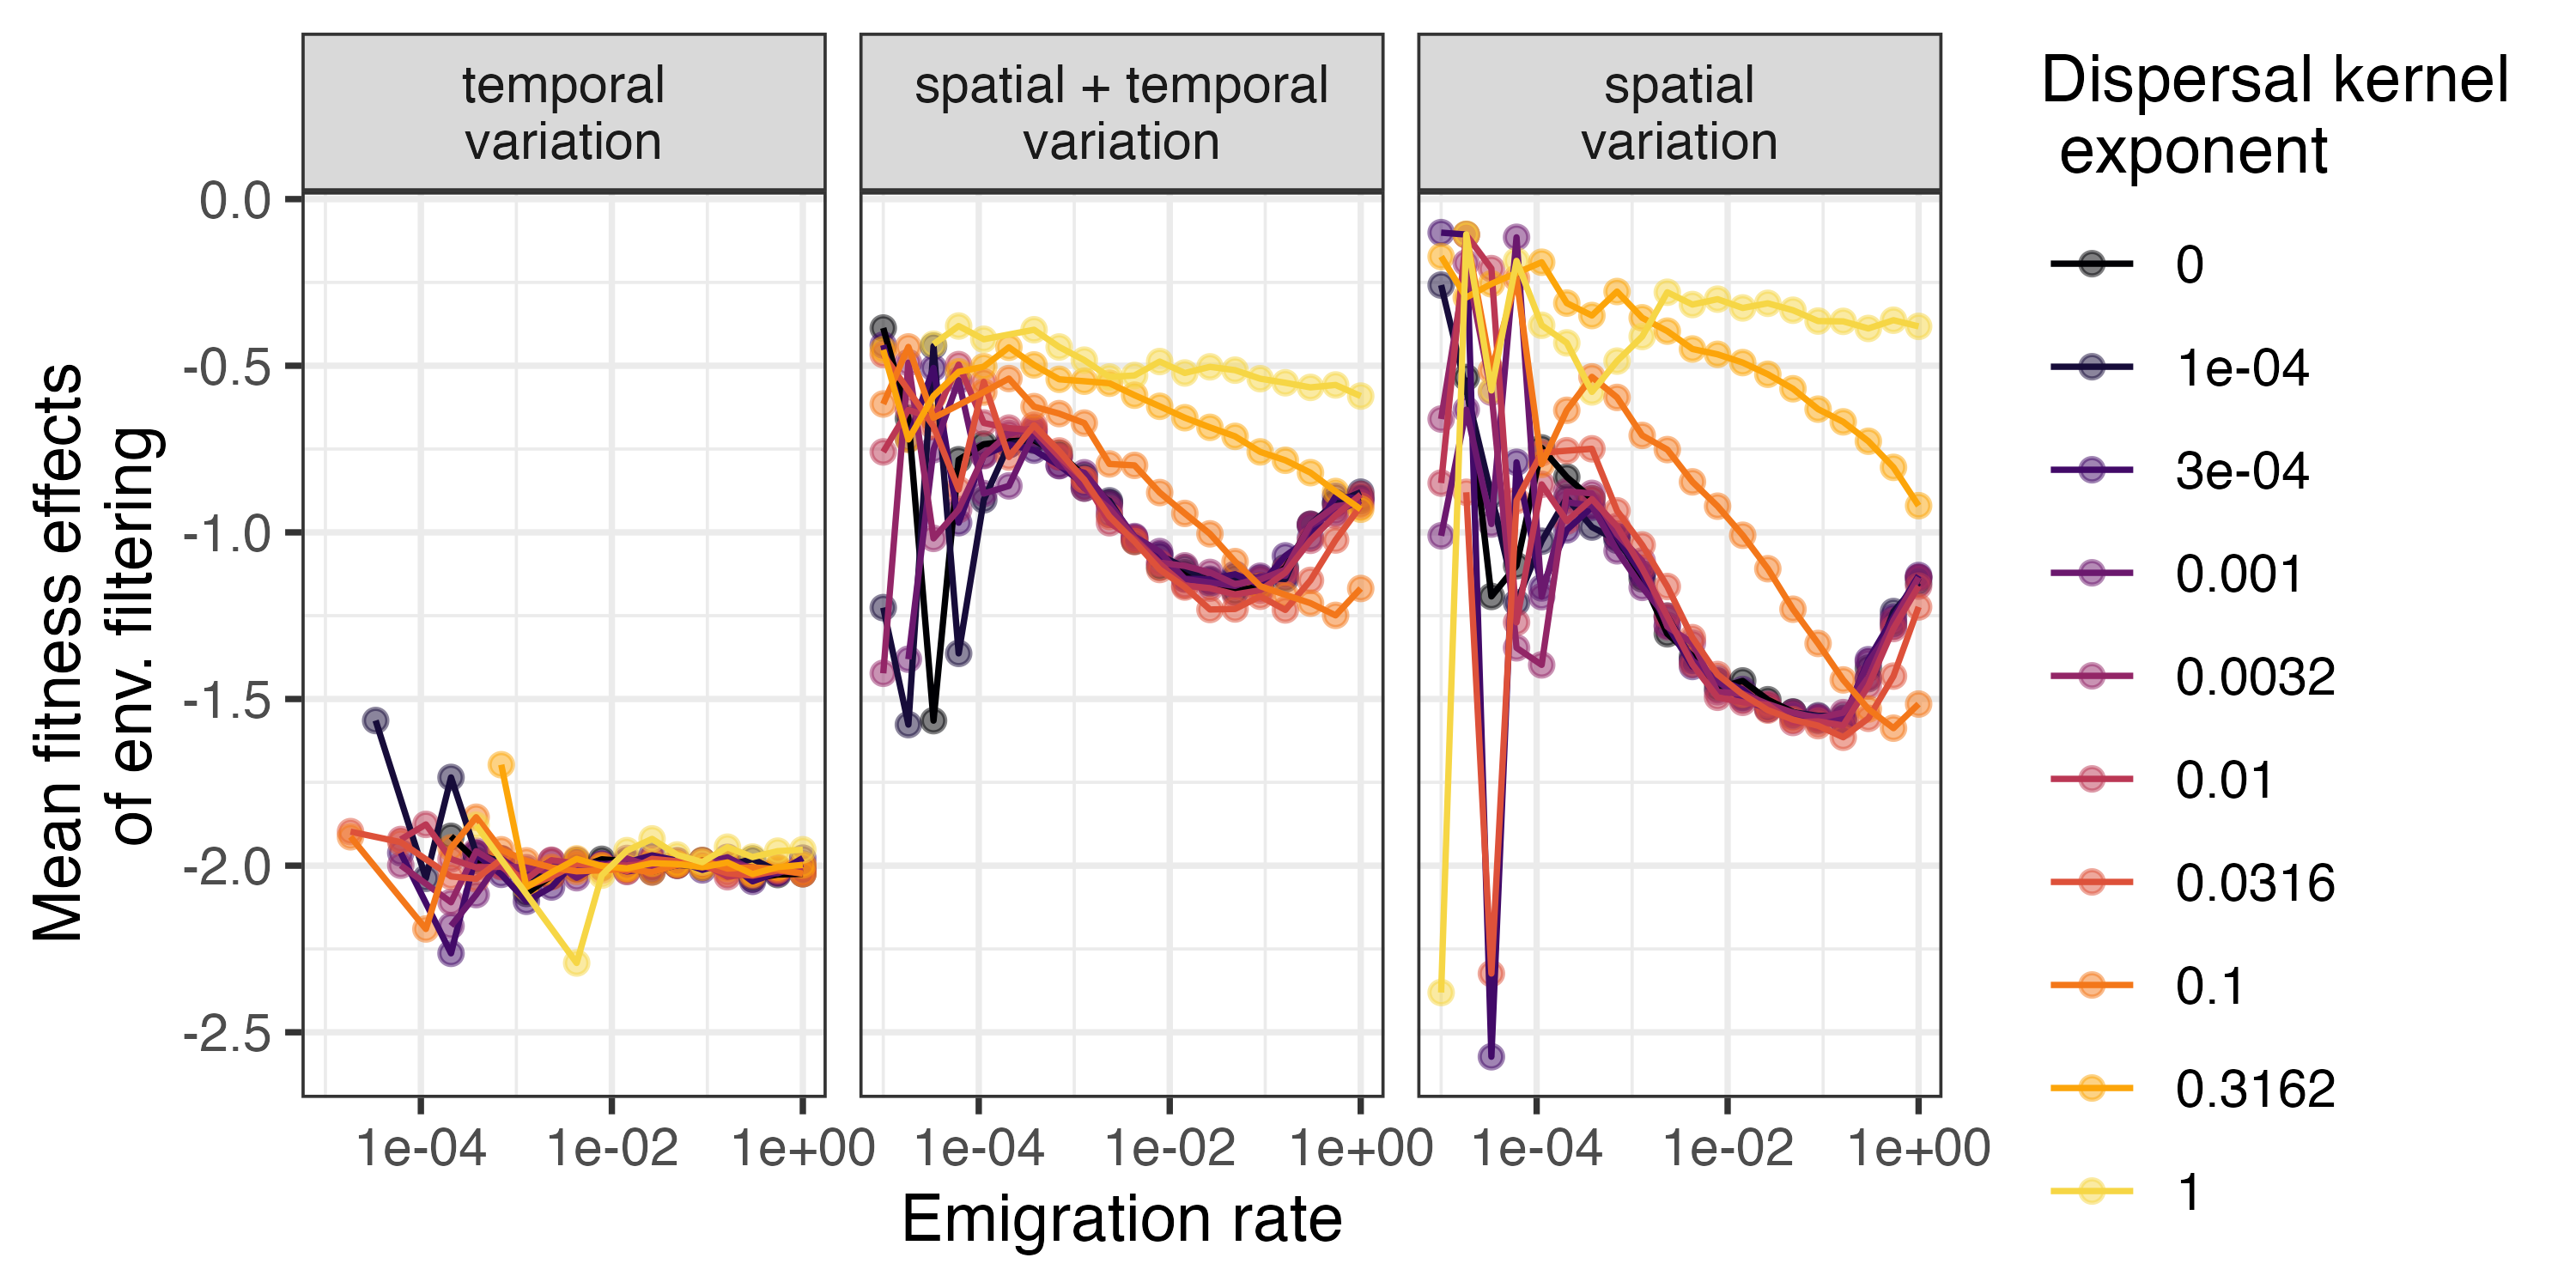 temporal
variation
spatial + temporal
variation
spatial
variation
Dispersal kernel
exponent
0
1e-04
3e-04
0.001
0.0032
0.01
0.0316
0.1
0.3162
1
Mean fitness effects
of env. filtering
0.0
-0.5
-1.0
-1.5
-2.0
-2.5
1e-04
1e-02
1e+00
1e-04
1e-02
1e+00
1e-04
1e-02
1e+00
Emigration rate